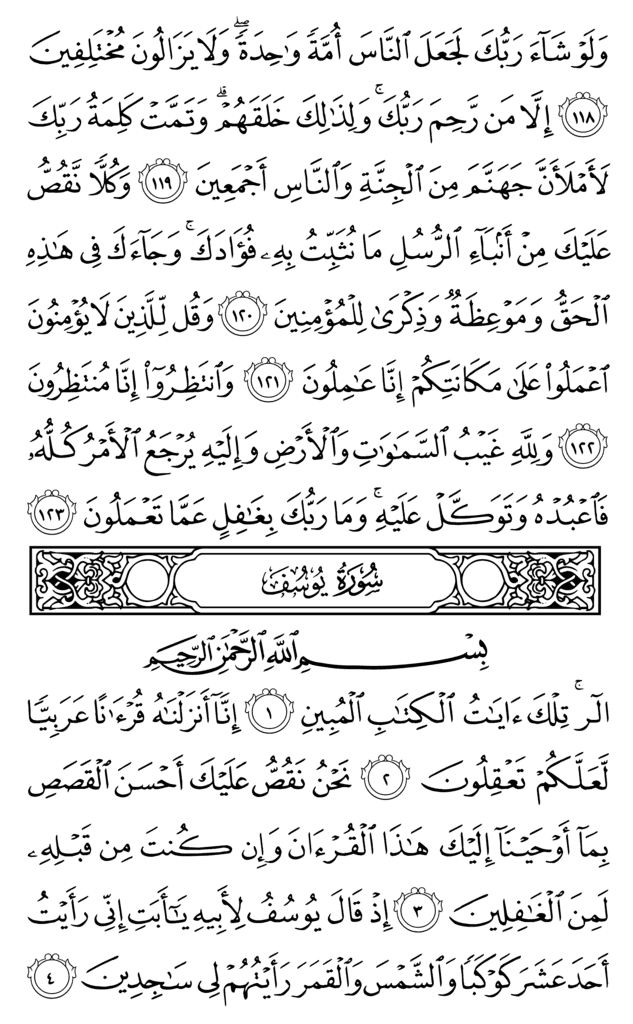 وَلَوْ شَآءَ رَبُّكَ لَجَعَلَ ٱلنَّاسَ أُمَّةً وَٰحِدَةً ۖ وَلَا يَزَالُونَ مُخْتَلِفِينَ
١١٨ إِلَّا مَن رَّحِمَ رَبُّكَ ۚ وَلِذَٰلِكَ خَلَقَهُمْ ۗ وَتَمَّتْ كَلِمَةُ رَبِّكَ
لَأَمْلَأَنَّ جَهَنَّمَ مِنَ ٱلْجِنَّةِ وَٱلنَّاسِ أَجْمَعِينَ ١١٩ وَكُلًّا نَّقُصُّ
عَلَيْكَ مِنْ أَنۢبَآءِ ٱلرُّسُلِ مَا نُثَبِّتُ بِهِۦ فُؤَادَكَ ۚ وَجَآءَكَ فِى هَٰذِهِ
ٱلْحَقُّ وَمَوْعِظَةٌ وَذِكْرَىٰ لِلْمُؤْمِنِينَ ١٢٠ وَقُل لِّلَّذِينَ لَا يُؤْمِنُونَ
ٱعْمَلُوا۟ عَلَىٰ مَكَانَتِكُمْ إِنَّا عَٰمِلُونَ ١٢١ وَٱنتَظِرُوٓا۟ إِنَّا مُنتَظِرُونَ
١٢٢ وَلِلَّهِ غَيْبُ ٱلسَّمَٰوَٰتِ وَٱلْأَرْضِ وَإِلَيْهِ يُرْجَعُ ٱلْأَمْرُ كُلُّهُۥ
فَٱعْبُدْهُ وَتَوَكَّلْ عَلَيْهِ ۚ وَمَا رَبُّكَ بِغَٰفِلٍ عَمَّا تَعْمَلُونَ ١٢٣
سُورَةُ يُوسُفَ
بِسْمِ ٱللَّهِ ٱلرَّحْمَٰنِ ٱلرَّحِيمِ
الٓر ۚ تِلْكَ ءَايَٰتُ ٱلْكِتَٰبِ ٱلْمُبِينِ ١ إِنَّآ أَنزَلْنَٰهُ قُرْءَٰنًا عَرَبِيًّا
لَّعَلَّكُمْ تَعْقِلُونَ ٢ نَحْنُ نَقُصُّ عَلَيْكَ أَحْسَنَ ٱلْقَصَصِ
بِمَآ أَوْحَيْنَآ إِلَيْكَ هَٰذَا ٱلْقُرْءَانَ وَإِن كُنتَ مِن قَبْلِهِۦ
لَمِنَ ٱلْغَٰفِلِينَ ٣ إِذْ قَالَ يُوسُفُ لِأَبِيهِ يَٰٓأَبَتِ إِنِّى رَأَيْتُ
أَحَدَ عَشَرَ كَوْكَبًا وَٱلشَّمْسَ وَٱلْقَمَرَ رَأَيْتُهُمْ لِى سَٰجِدِينَ ٤